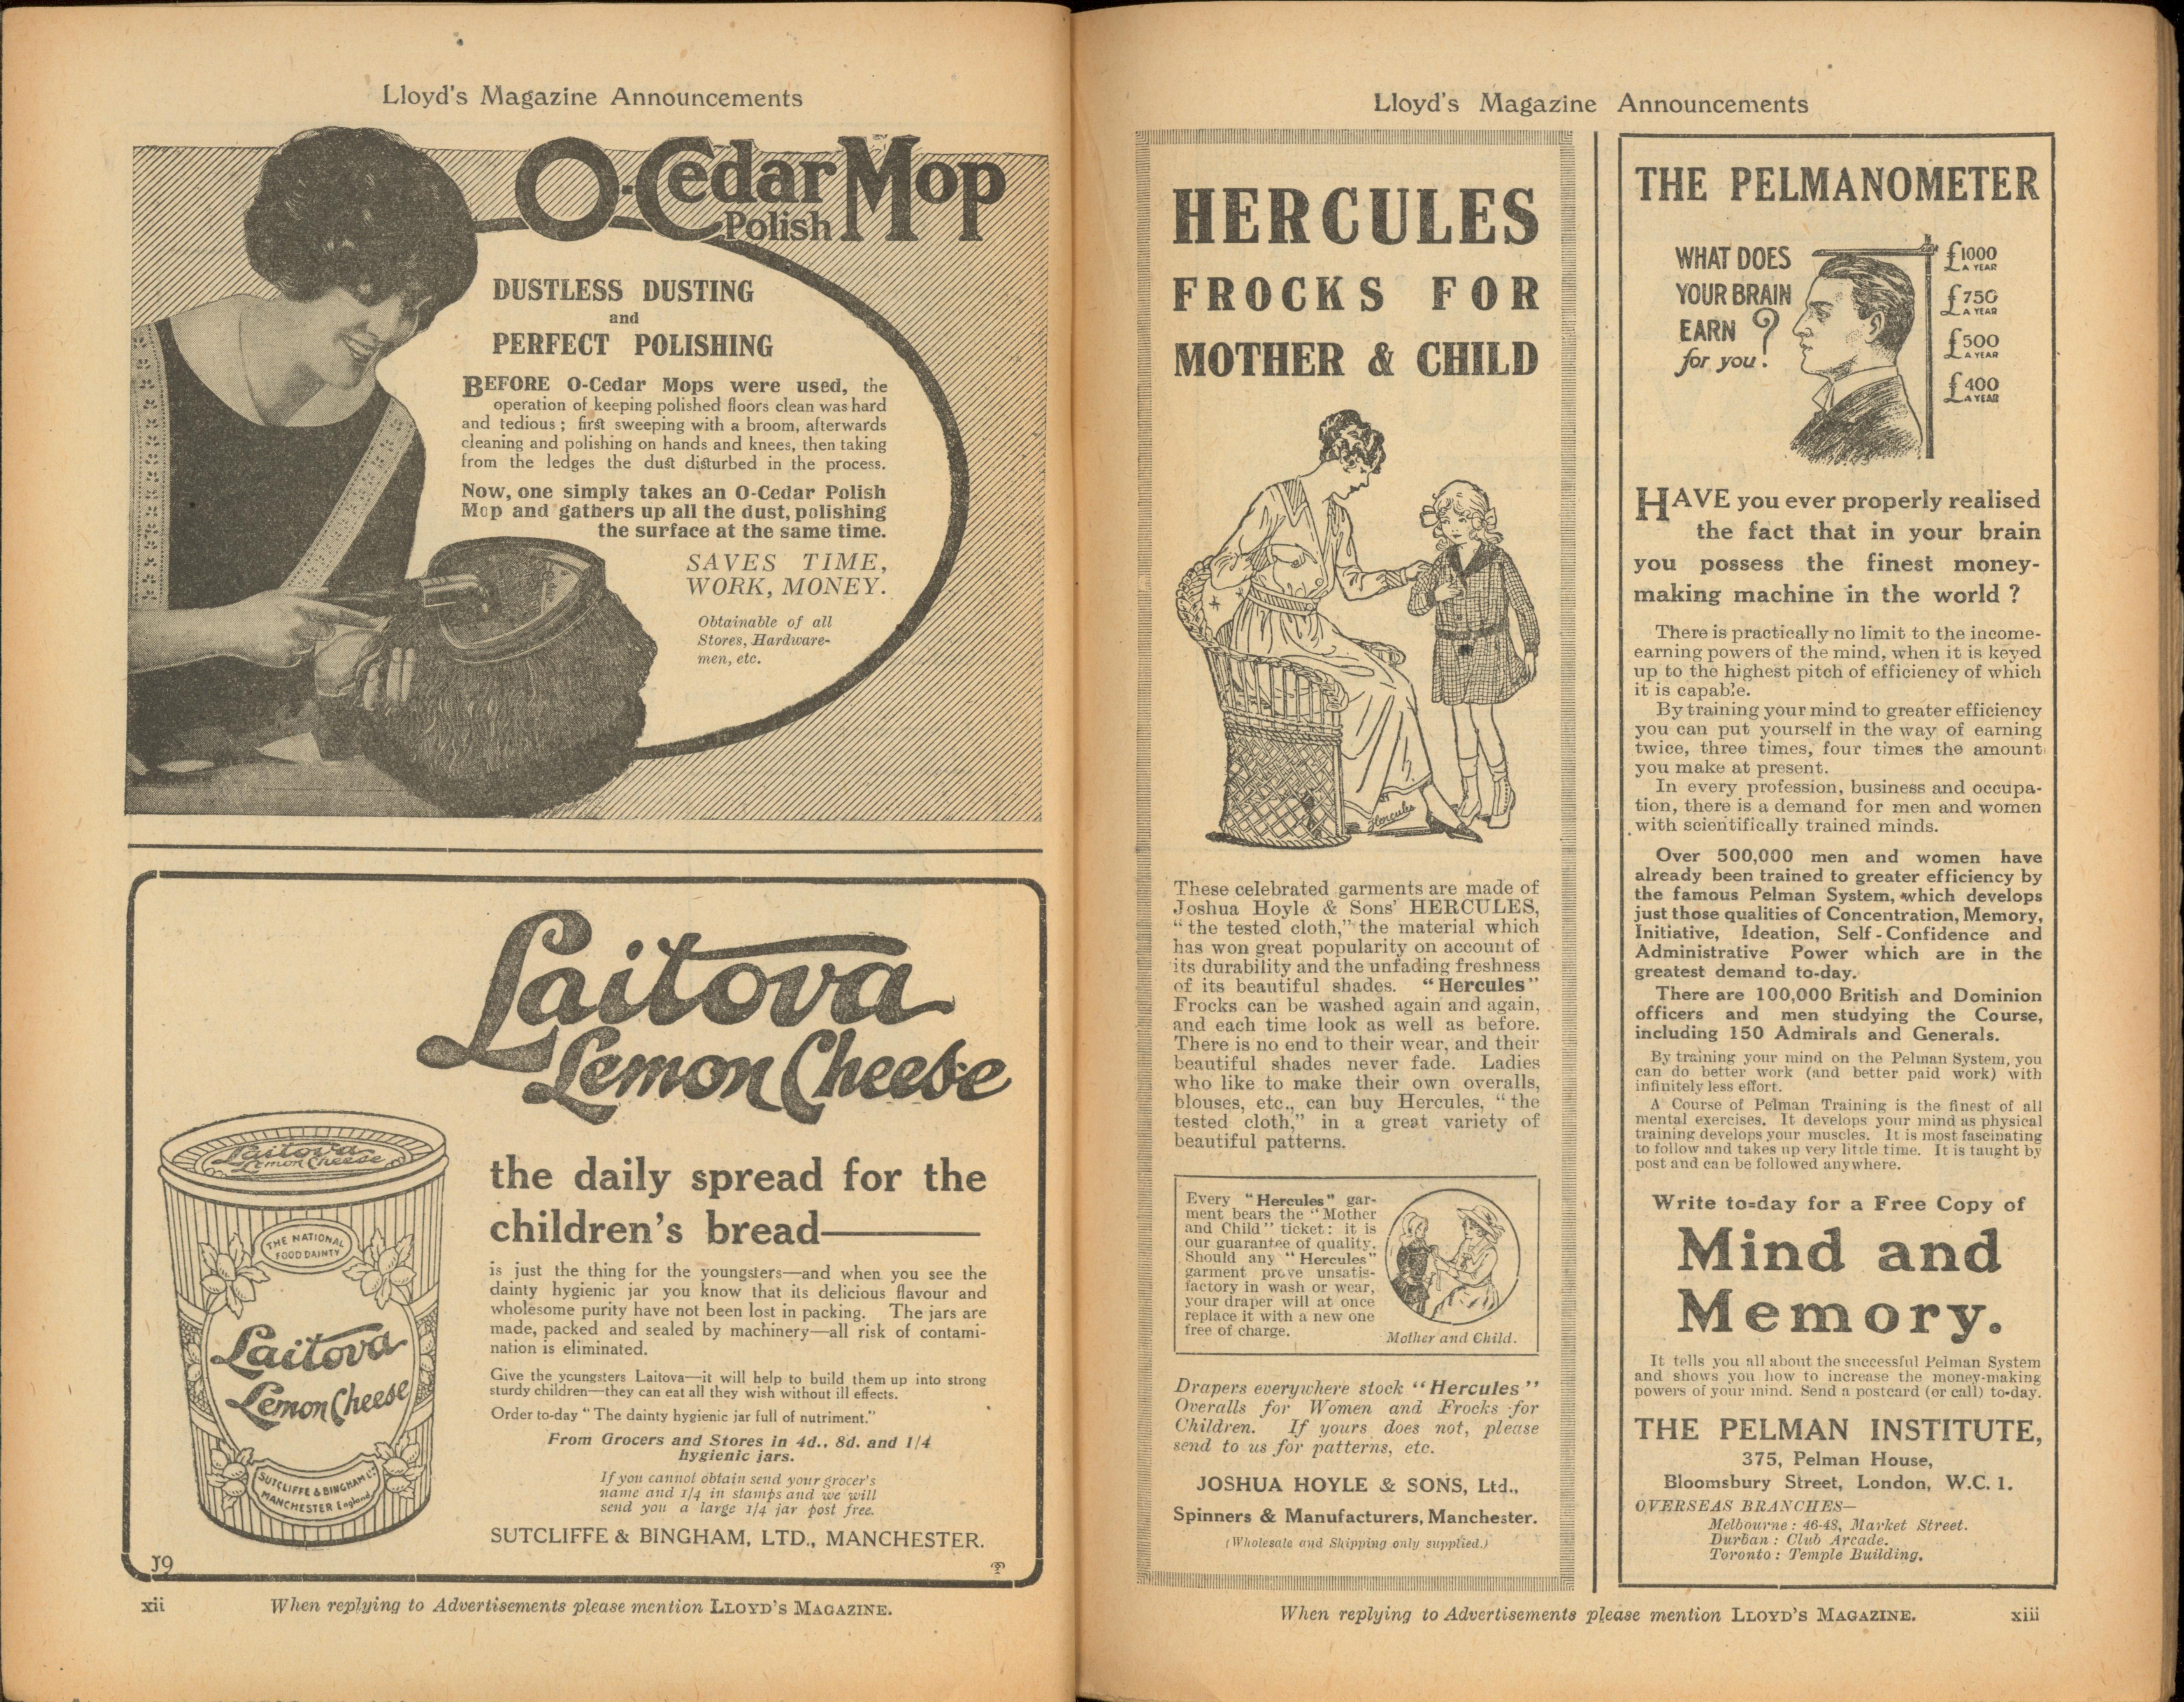 Lloyd's Magazine Announcements
O-Cedar Mop
Polish
DUSTLESS DUSTING
and
PERFECT POLISHING
BEFORE O-Cedar Mops were used, the
operation of keeping polished floors clean was hard
and tedious; first sweeping with a broom, afterwards
cleaning and polishing on hands and knees, then taking
from the ledges the dust disturbed in the process.
Now, one simply takes an O-Cedar Polish
Mop and gathers up all the dust, polishing
the surface at the same time.
SAVES TIME,
WORK, MONEY.
Obtainable of all
Stores, Hardware-
men, etc.
Laitova
Lemon Cheese
Laitova
Lemon Cheese
THE NATIONAL
FOOD DAINTY
Laitova
Lemon Cheese
SUTCLIFFE & BINGHAM LD.
MANCHESTER England
the daily spread for the
children's bread—
is just the thing for the youngsters—and when you see the
dainty hygienic jar you know that its delicious flavour and
wholesome purity have not been lost in packing. The jars are
made, packed and sealed by machinery—all risk of contami-
nation is eliminated.
Give the youngsters Laitova—it will help to build them up into strong
sturdy children—they can eat all they wish without ill effects.
Order to-day "The dainty hygienic jar full of nutriment."
From Grocers and Stores in 4d., 8d. and 1/4
hygienic jars.
If you cannot obtain send your grocer's
name and 1/4 in stamps and we will
send you a large 1/4 jar post free.
SUTCLIFFE & BINGHAM, LTD., MANCHESTER.
19
xii
When replying to Advertisements please mention LLOYD'S MAGAZINE.
Lloyd's Magazine Announcements
HERCULES
FROCKS FOR
MOTHER & CHILD
Hercules
These celebrated garments are made of
Joshua Hoyle & Sons' HERCULES,
"the tested cloth," the material which
has won great popularity on account of
its durability and the unfading freshness
of its beautiful shades. "Hercules"
Frocks can be washed again and again,
and each time look as well as before.
There is no end to their wear, and their
beautiful shades never fade. Ladies
who like to make their own overalls,
blouses, etc., can buy Hercules, "the
tested cloth," in a great variety of
beautiful patterns.
Every "Hercules" gar-
ment bears the "Mother
and Child" ticket: it is
our guarantee of quality.
Should any "Hercules"
garment prove unsatis-
factory in wash or wear,
your draper will at once
replace it with a new one
free of charge.
Mother and Child.
Drapers everywhere stock "Hercules"
Overalls for Women and Frocks for
Children. If yours does not, please
send to us for patterns, etc.
JOSHUA HOYLE & SONS, Ltd.,
Spinners & Manufacturers, Manchester.
(Wholesale and Shipping only supplied.)
THE PELMANOMETER
WHAT DOES
YOUR BRAIN
EARN ?
for you!
£1000
A YEAR
£750
A YEAR
£500
A YEAR
£400
A YEAR
HAVE you ever properly realised
the fact that in your brain
you possess the finest money-
making machine in the world ?
There is practically no limit to the income-
earning powers of the mind, when it is keyed
up to the highest pitch of efficiency of which
it is capable.
By training your mind to greater efficiency
you can put yourself in the way of earning
twice, three times, four times the amount
you make at present.
In every profession, business and occupa-
tion, there is a demand for men and women
with scientifically trained minds.
Over 500,000 men and women have
already been trained to greater efficiency by
the famous Pelman System, which develops
just those qualities of Concentration, Memory,
Initiative, Ideation, Self-Confidence and
Administrative Power which are in the
greatest demand to-day.
There are 100,000 British and Dominion
officers and men studying the Course,
including 150 Admirals and Generals.
By training your mind on the Pelman System, you
can do better work (and better paid work) with
infinitely less effort.
A Course of Pelman Training is the finest of all
mental exercises. It develops your mind as physical
training develops your muscles. It is most fascinating
to follow and takes up very little time. It is taught by
post and can be followed anywhere.
Write to-day for a Free Copy of
Mind and
Memory.
It tells you all about the successful Pelman System
and shows you how to increase the money-making
powers of your mind. Send a postcard (or call) to-day.
THE PELMAN INSTITUTE,
375, Pelman House,
Bloomsbury Street, London, W.C. 1.
OVERSEAS BRANCHES—
Melbourne: 46-48, Market Street.
Durban: Club Arcade.
Toronto: Temple Building.
When replying to Advertisements please mention LLOYD'S MAGAZINE.
xiii